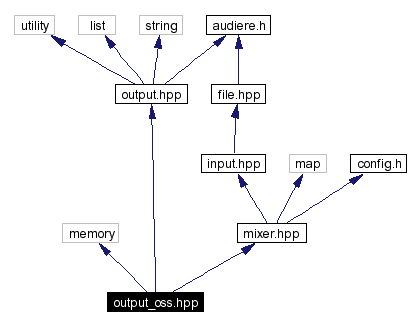 utility list string audiere.h
output.hpp file.hpp
input.hpp map config.h
memory mixer.hpp
output_oss.hpp